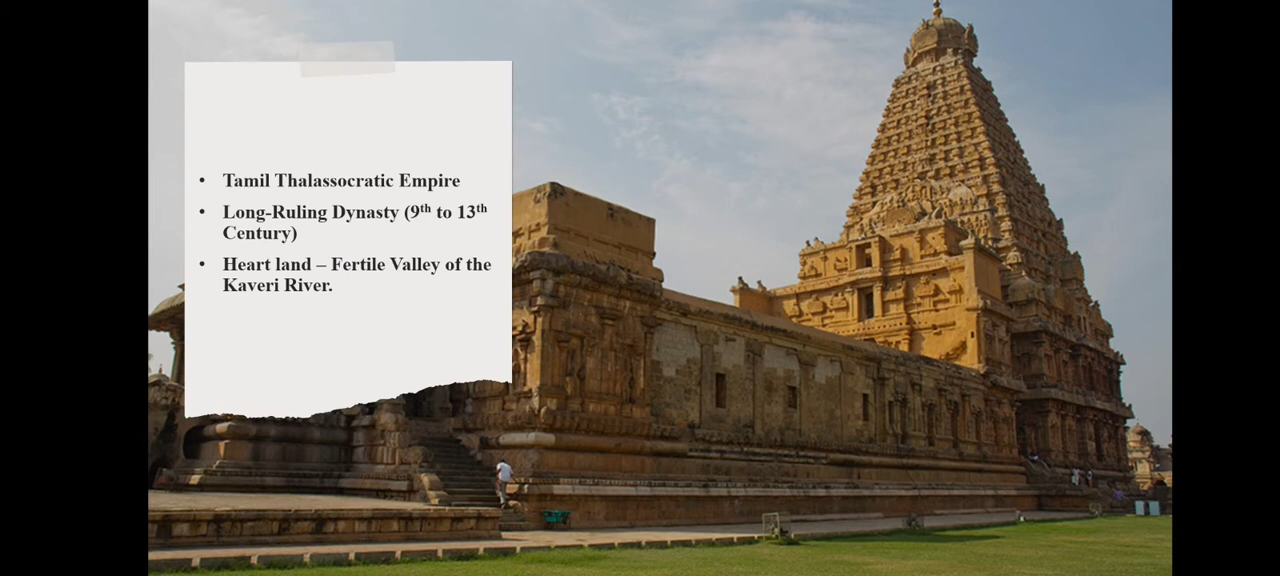 • Tamil Thalassocratic Empire
• Long-Ruling Dynasty (9th to 13th
Century)
• Heart land – Fertile Valley of the
Kaveri River.